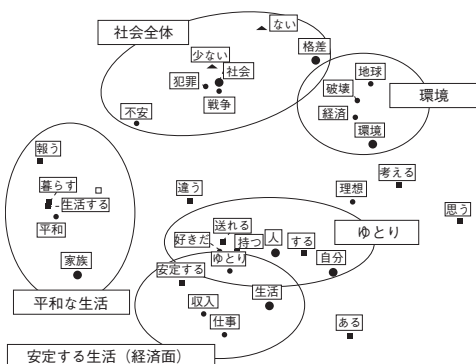 社会全体
ない
少ない
格差
社会
犯罪
地球
戦争
破壊
環境
不安
経済
環境
報う
考える
暮らす
違う
理想
生活する
思う
平和
送れる
ゆとり
好きだ
持つ
人
する
家族
安定する
ゆとり
自分
平和な生活
収入
生活
仕事
ある
安定する生活（経済面）